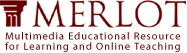 MERLOT
Multimedia Educational Resource
for Learning and Online Teaching